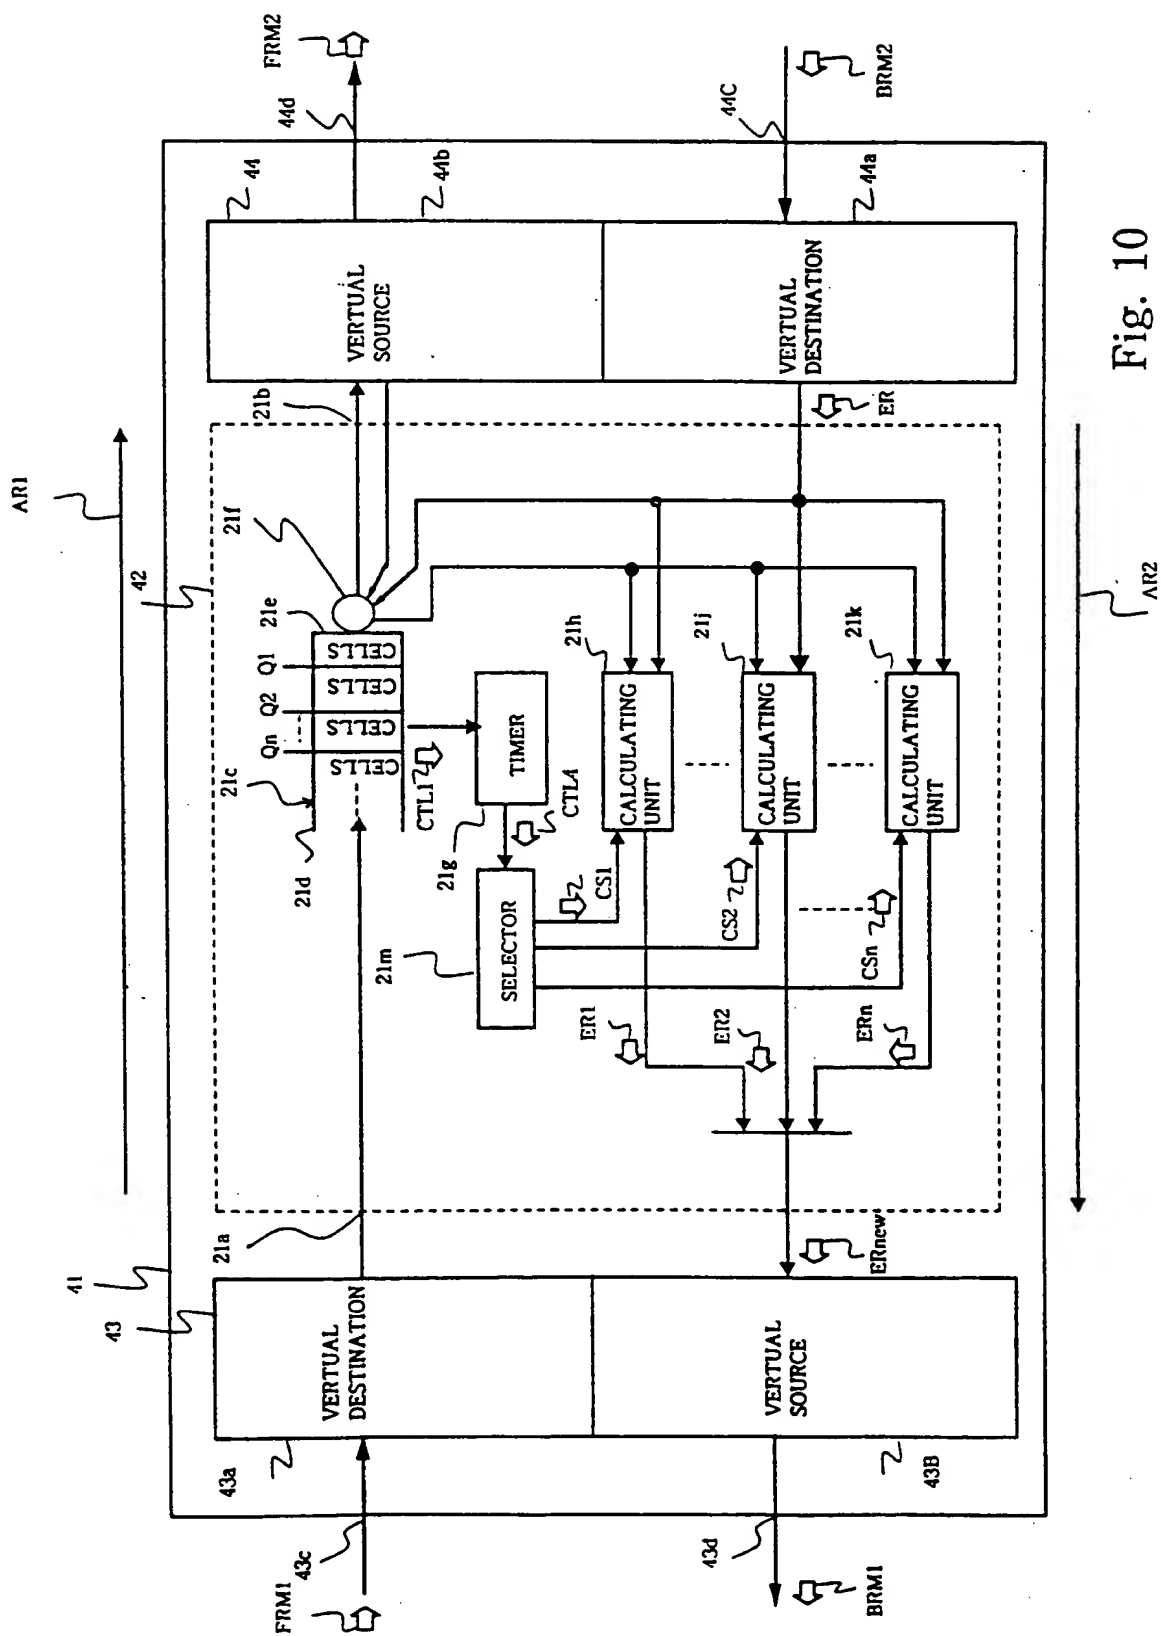 AR1
41
42
43
44
FRM1
43c
43a
VERTUAL
DESTINATION
21a
21d
21c
Qn
Q2
Q1
CELLS
CELLS
CELLS
CELLS
21e
21f
21b
VERTUAL
SOURCE
44b
44d
FRM2
CTL1
TIMER
21g
CTL4
SELECTOR
21m
CS1
CS2
CSn
CALCULATING
UNIT
21h
CALCULATING
UNIT
21j
CALCULATING
UNIT
21k
ER1
ER2
ERn
ER
VERTUAL
DESTINATION
44a
44C
BRM2
ERnew
VERTUAL
SOURCE
43B
43d
BRM1
AR2
Fig. 10